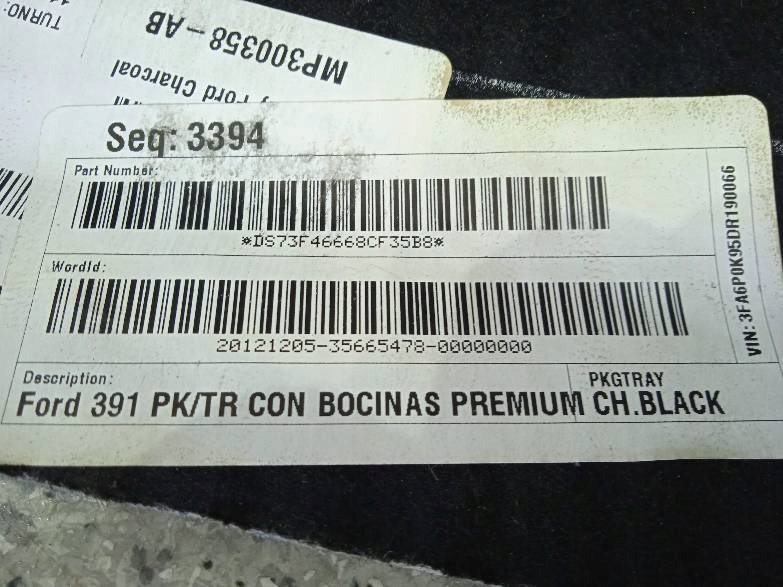 TURNO:
MP300358-AB
Ford Charcoal
Seq: 3394
Part Number:
*DS73F46668CF35B8*
WordId:
20121205-35665478-00000000
VIN: 3FA6P0K95DR190066
Description:
PKGTRAY
Ford 391 PK/TR CON BOCINAS PREMIUM CH.BLACK